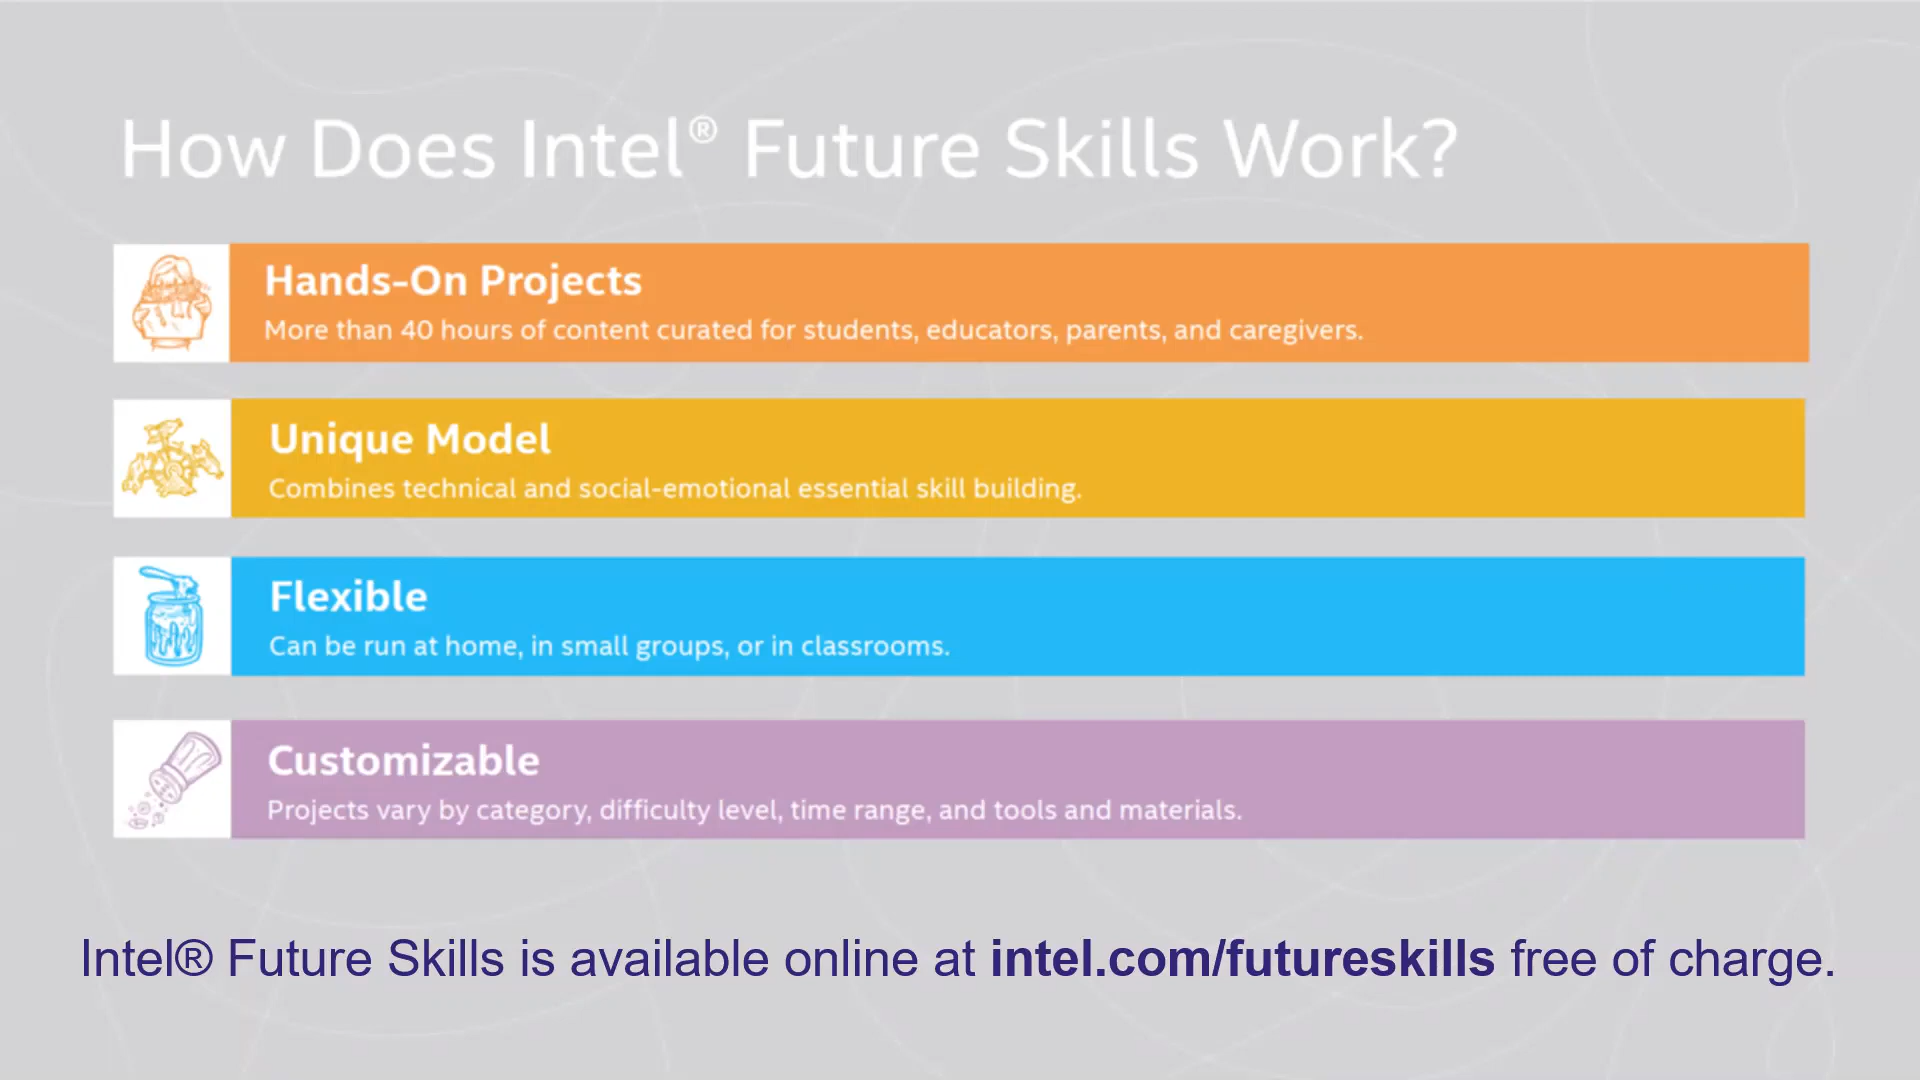 How Does Intel® Future Skills Work?
Hands-On Projects
More than 40 hours of content curated for students, educators, parents, and caregivers.
Unique Model
Combines technical and social-emotional essential skill building.
Flexible
Can be run at home, in small groups, or in classrooms.
Customizable
Projects vary by category, difficulty level, time range, and tools and materials.
Intel® Future Skills is available online at intel.com/futureskills free of charge.